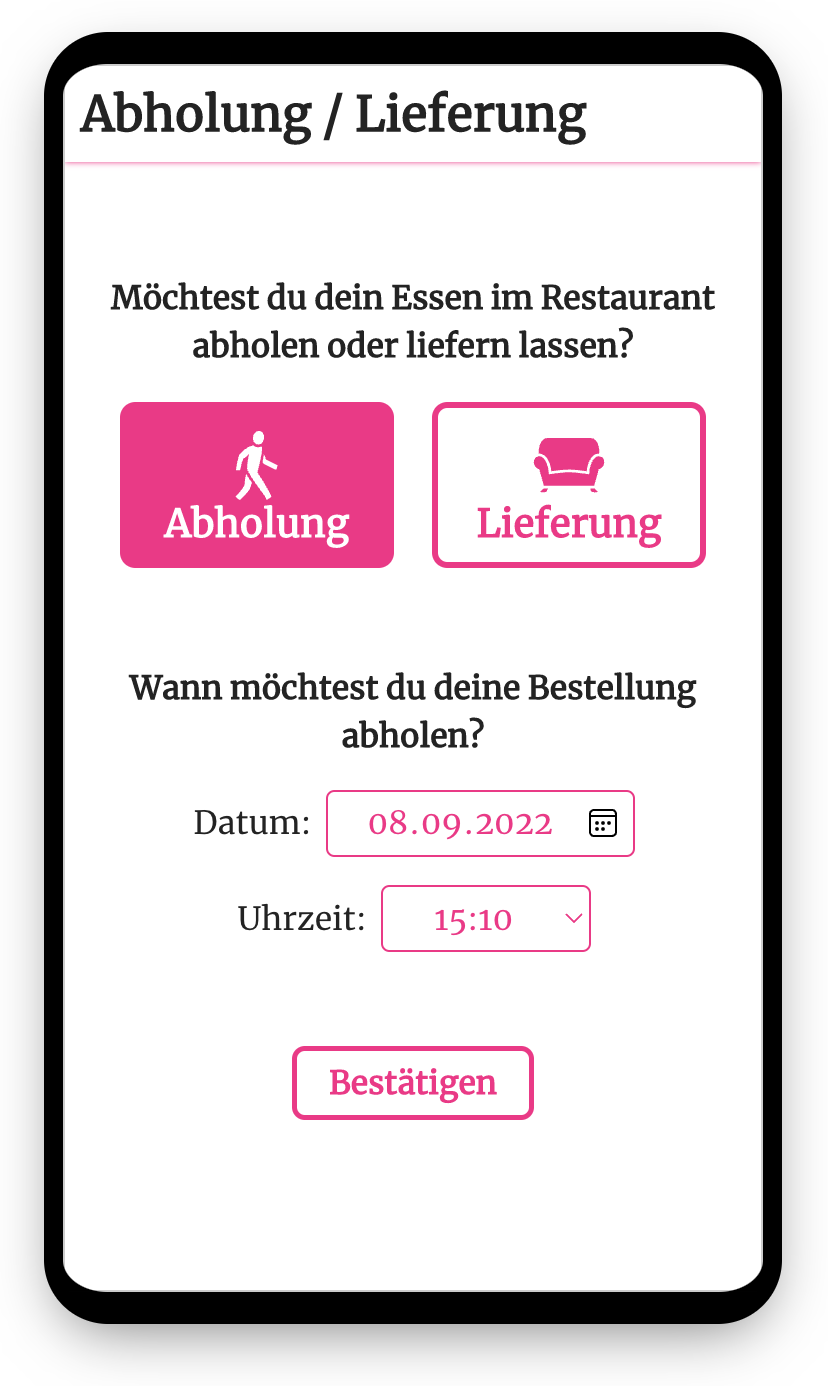 Abholung / Lieferung
Möchtest du dein Essen im Restaurant
abholen oder liefern lassen?
Abholung
Lieferung
Wann möchtest du deine Bestellung
abholen?
Datum: 08.09.2022
Uhrzeit: 15:10
Bestätigen